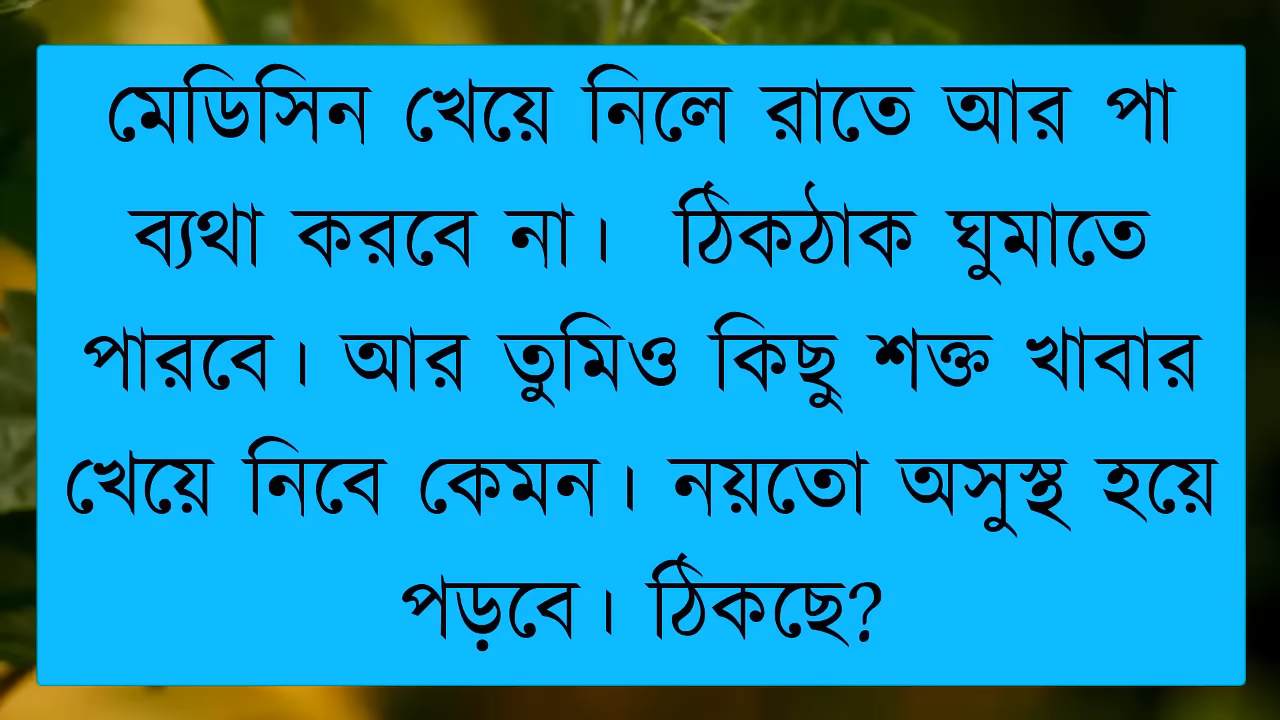 মেডিসিন খেয়ে নিলে রাতে আর পা
ব্যথা করবে না। ঠিকঠাক ঘুমাতে
পারবে। আর তুমিও কিছু শক্ত খাবার
খেয়ে নিবে কেমন। নয়তো অসুস্থ হয়ে
পড়বে। ঠিকছে?